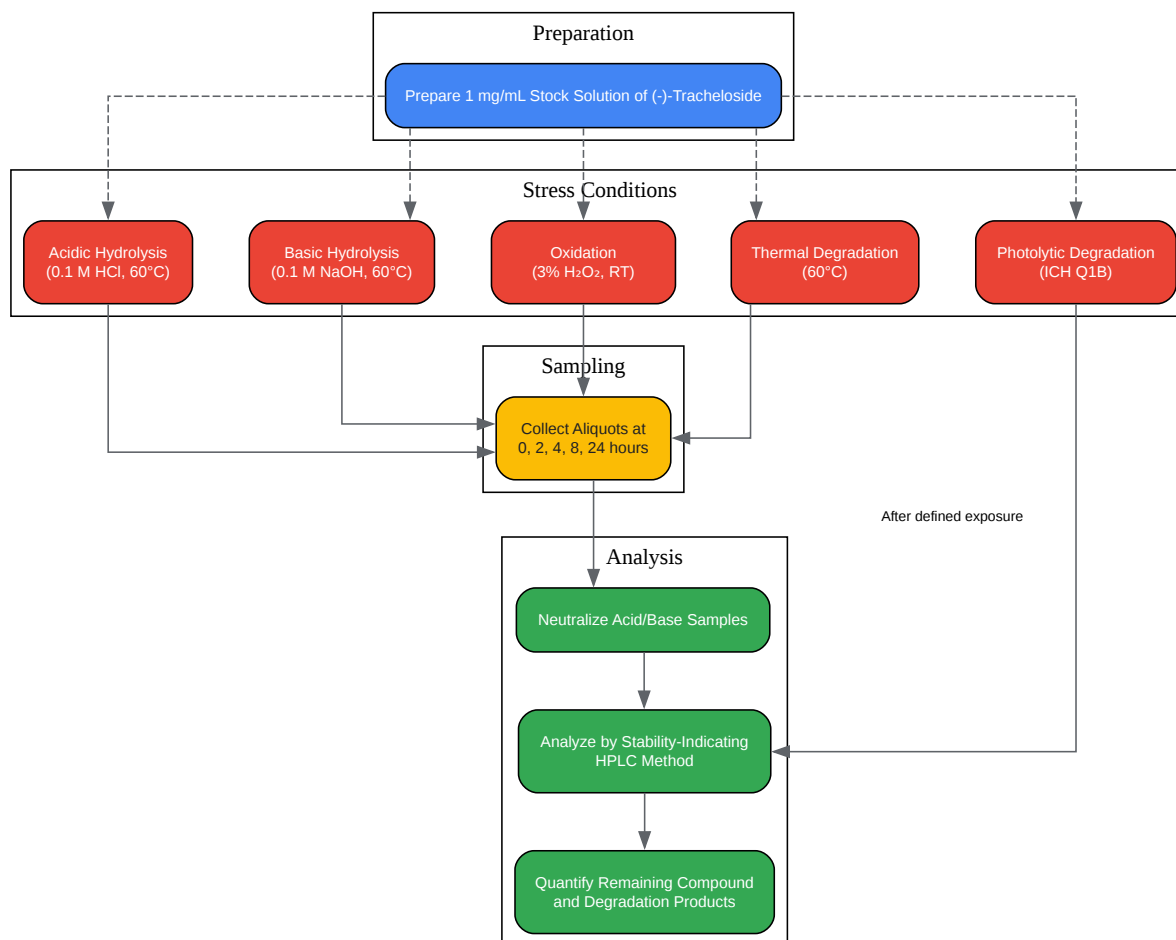 Preparation
Prepare 1 mg/mL Stock Solution of (-)-Tracheloside
Stress Conditions
Acidic Hydrolysis
(0.1 M HCl, 60°C)
Basic Hydrolysis
(0.1 M NaOH, 60°C)
Oxidation
(3% H₂O₂, RT)
Thermal Degradation
(60°C)
Photolytic Degradation
(ICH Q1B)
Sampling
Collect Aliquots at
0, 2, 4, 8, 24 hours
After defined exposure
Analysis
Neutralize Acid/Base Samples
Analyze by Stability-Indicating
HPLC Method
Quantify Remaining Compound
and Degradation Products